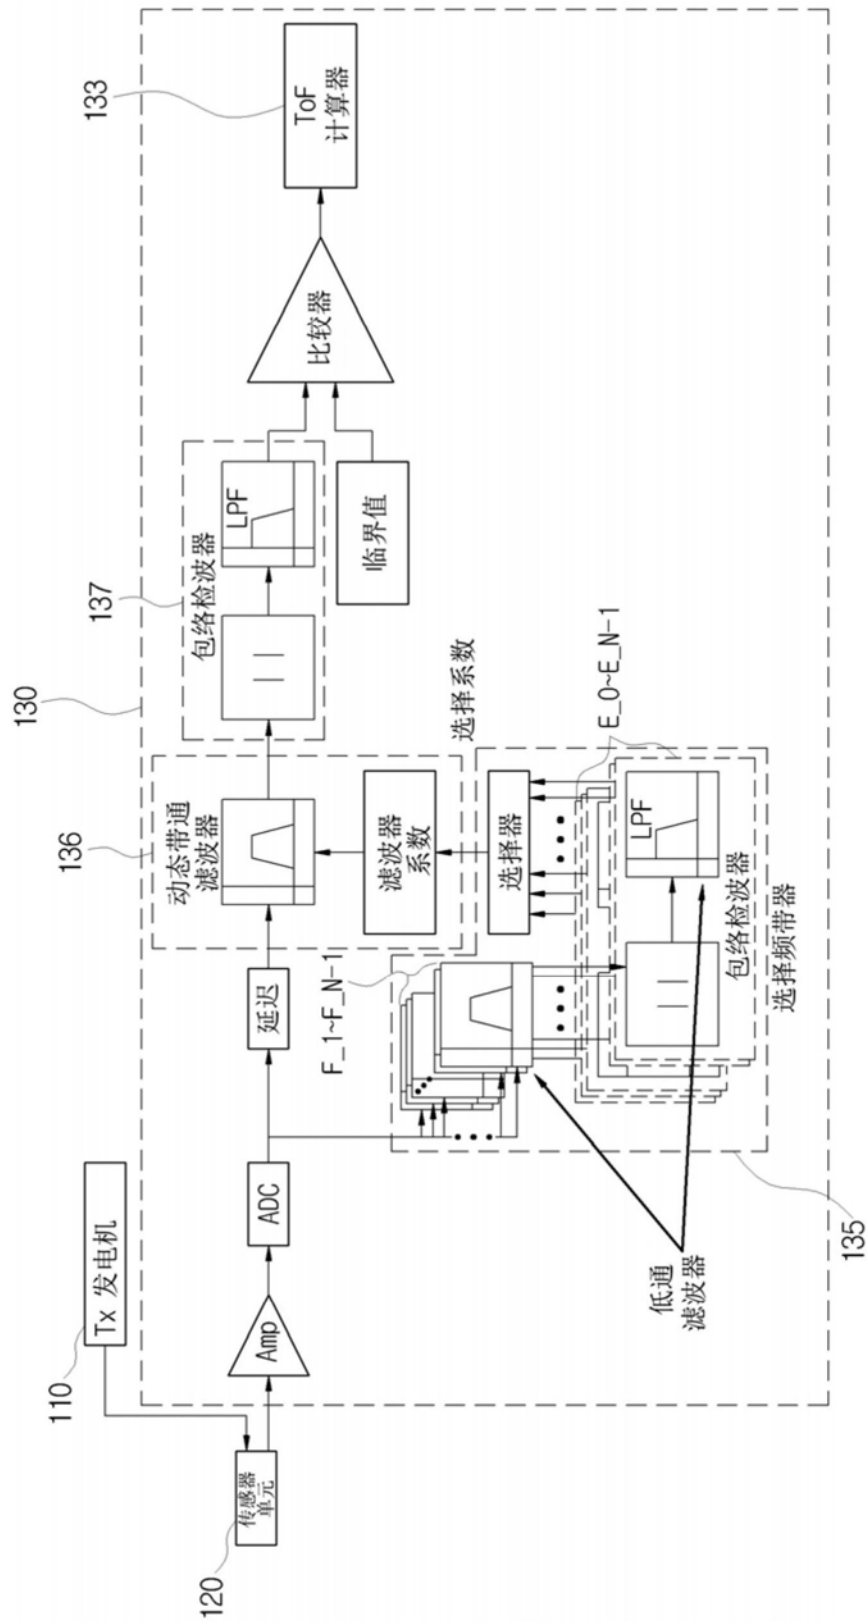 110
Tx 发电机
120
传感器
单元
130
Amp
ADC
延迟
136
动态带通
滤波器
滤波器
系数
137
包络检波器
LPF
临界值
比较器
133
ToF
计算器
选择系数
F_1~F_N-1
选择器
E_0~E_N-1
LPF
包络检波器
选择频带器
135
低通
滤波器